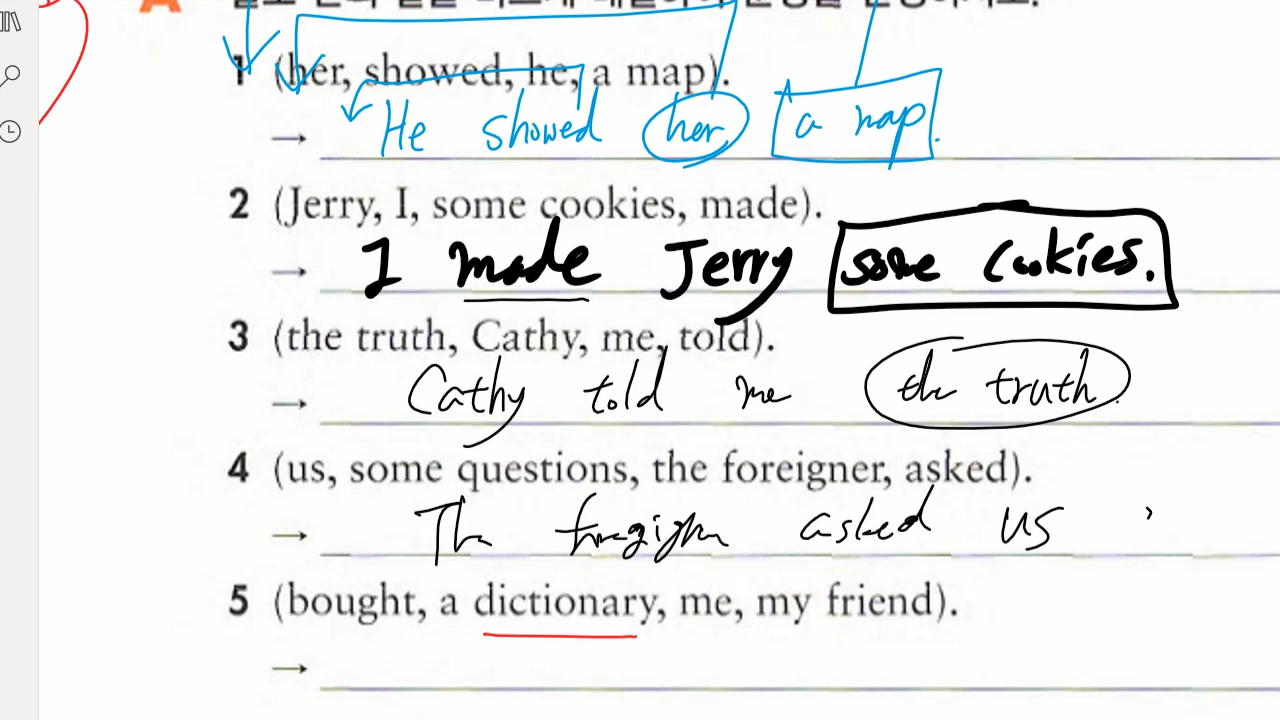 A
1 (her, showed, he, a map).
→ He showed her a map.
2 (Jerry, I, some cookies, made).
→ I made Jerry some cookies.
3 (the truth, Cathy, me, told).
→ Cathy told me the truth.
4 (us, some questions, the foreigner, asked).
→ The asked us
5 (bought, a dictionary, me, my friend).
→